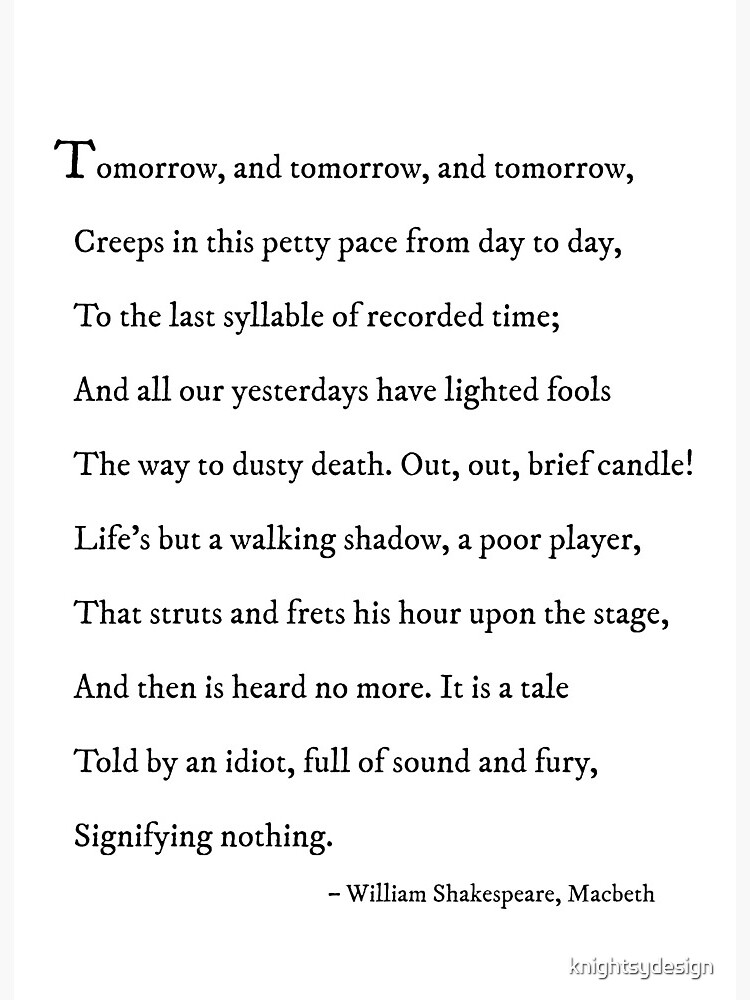 Tomorrow, and tomorrow, and tomorrow,
Creeps in this petty pace from day to day,
To the last syllable of recorded time;
And all our yesterdays have lighted fools
The way to dusty death. Out, out, brief candle!
Life’s but a walking shadow, a poor player,
That struts and frets his hour upon the stage,
And then is heard no more. It is a tale
Told by an idiot, full of sound and fury,
Signifying nothing.
– William Shakespeare, Macbeth
knightsydesign